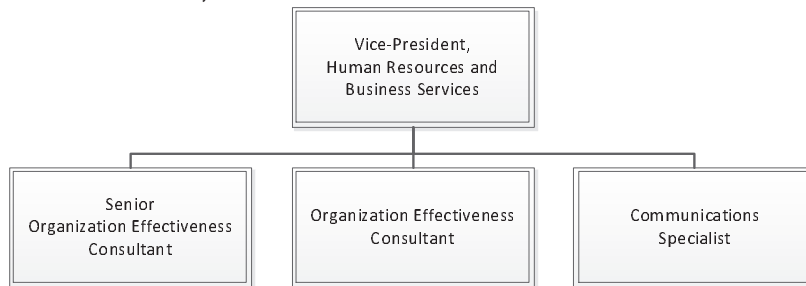 Vice-President,
Human Resources and
Business Services
Senior
Organization Effectiveness
Consultant
Organization Effectiveness
Consultant
Communications
Specialist